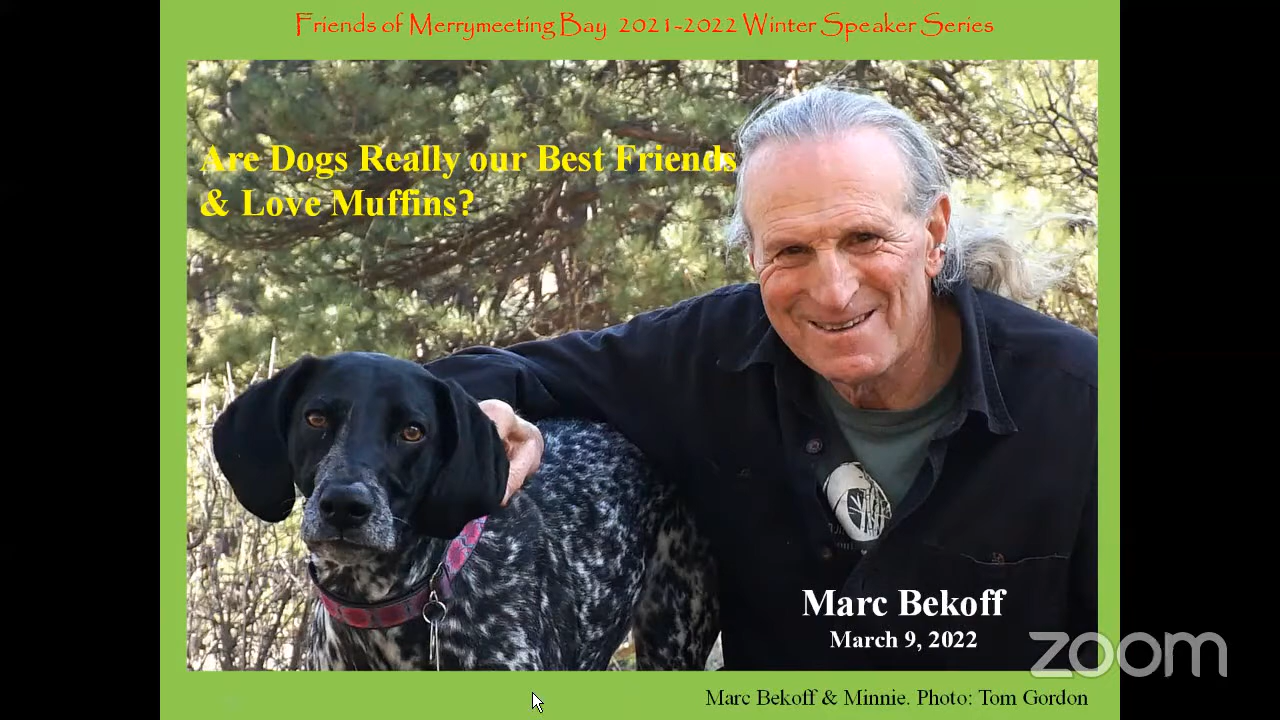 Friends of Merrymeeting Bay 2021-2022 Winter Speaker Series
Are Dogs Really our Best Friends
& Love Muffins?
Marc Bekoff
March 9, 2022
zoom
Marc Bekoff & Minnie. Photo: Tom Gordon